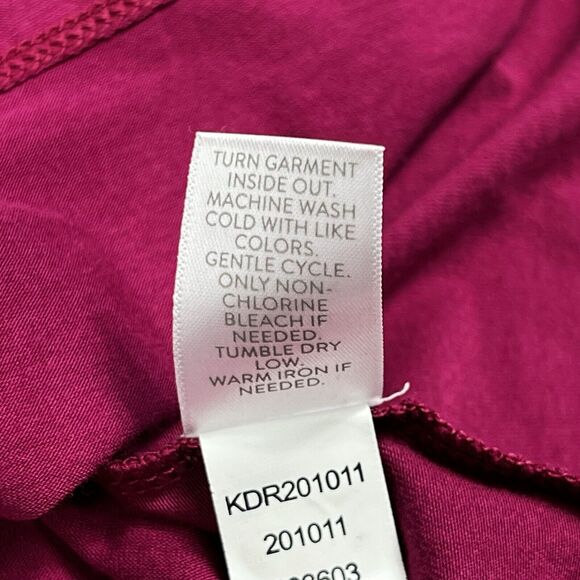 TURN GARMENT
INSIDE OUT.
MACHINE WASH
COLD WITH LIKE
COLORS.
GENTLE CYCLE.
ONLY NON-
CHLORINE
BLEACH IF
NEEDED.
TUMBLE DRY
LOW.
WARM IRON IF
NEEDED.
KDR201011
201011